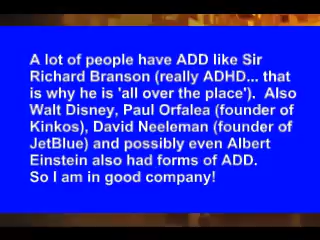 A lot of people have ADD like Sir
Richard Branson (really ADHD... that
is why he is 'all over the place').  Also
Walt Disney, Paul Orfalea (founder of
Kinkos), David Neeleman (founder of
JetBlue) and possibly even Albert
Einstein also had forms of ADD.
So I am in good company!